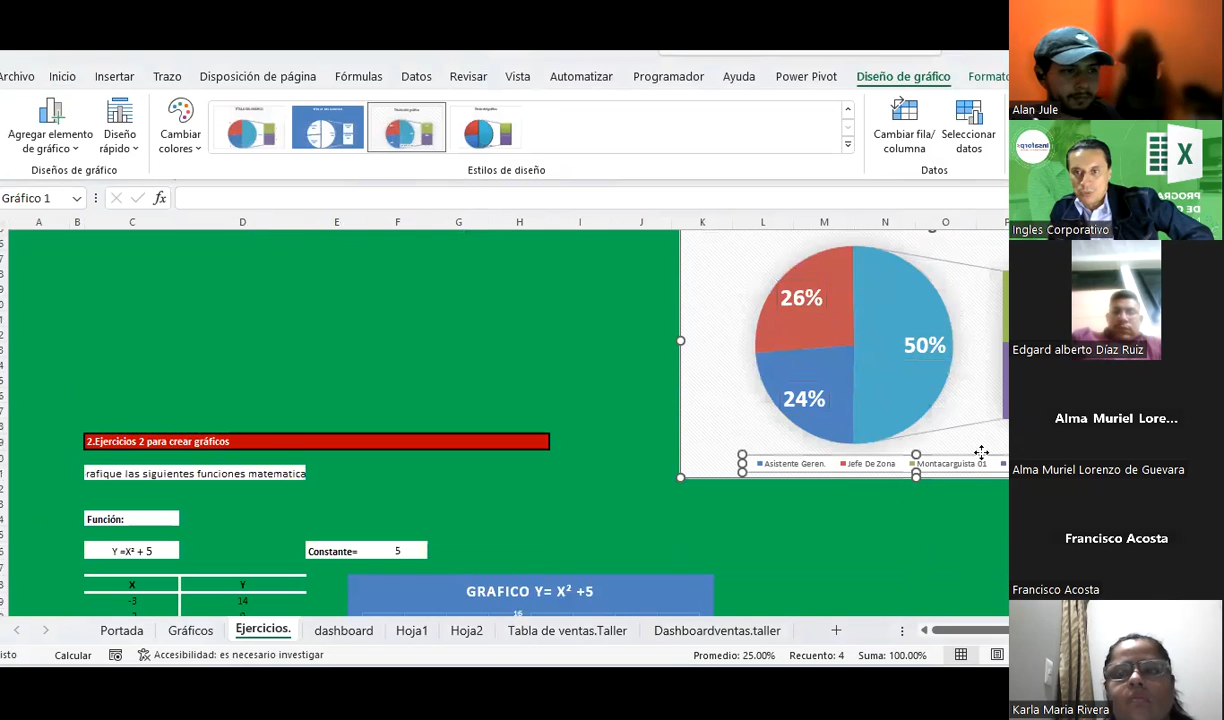 Archivo Inicio Insertar Trazo Disposición de página Fórmulas Datos Revisar Vista Automatizar Programador Ayuda Power Pivot Diseño de gráfico Formato
Agregar elemento de gráfico
Diseño rápido
Cambiar colores
Cambiar fila/ columna
Seleccionar datos
Diseños de gráfico
Estilos de diseño
Datos
Gráfico 1
fx
A B C D E F G H I J K L M N O
26%
50%
24%
Asistente Geren. Jefe De Zona Montacarguista 01
2.Ejercicios 2 para crear gráficos
rafique las siguientes funciones matematica
Función:
Y =X² + 5
Constante= 5
X Y
-3 14
GRAFICO Y= X² +5
16
Portada Gráficos Ejercicios. dashboard Hoja1 Hoja2 Tabla de ventas.Taller Dashboardventas.taller
isto Calcular Accesibilidad: es necesario investigar Promedio: 25.00% Recuento: 4 Suma: 100.00%
Alan Jule
X
Ingles Corporativo
Edgard alberto Díaz Ruiz
Alma Muriel Lore...
Alma Muriel Lorenzo de Guevara
Francisco Acosta
Francisco Acosta
Karla Maria Rivera